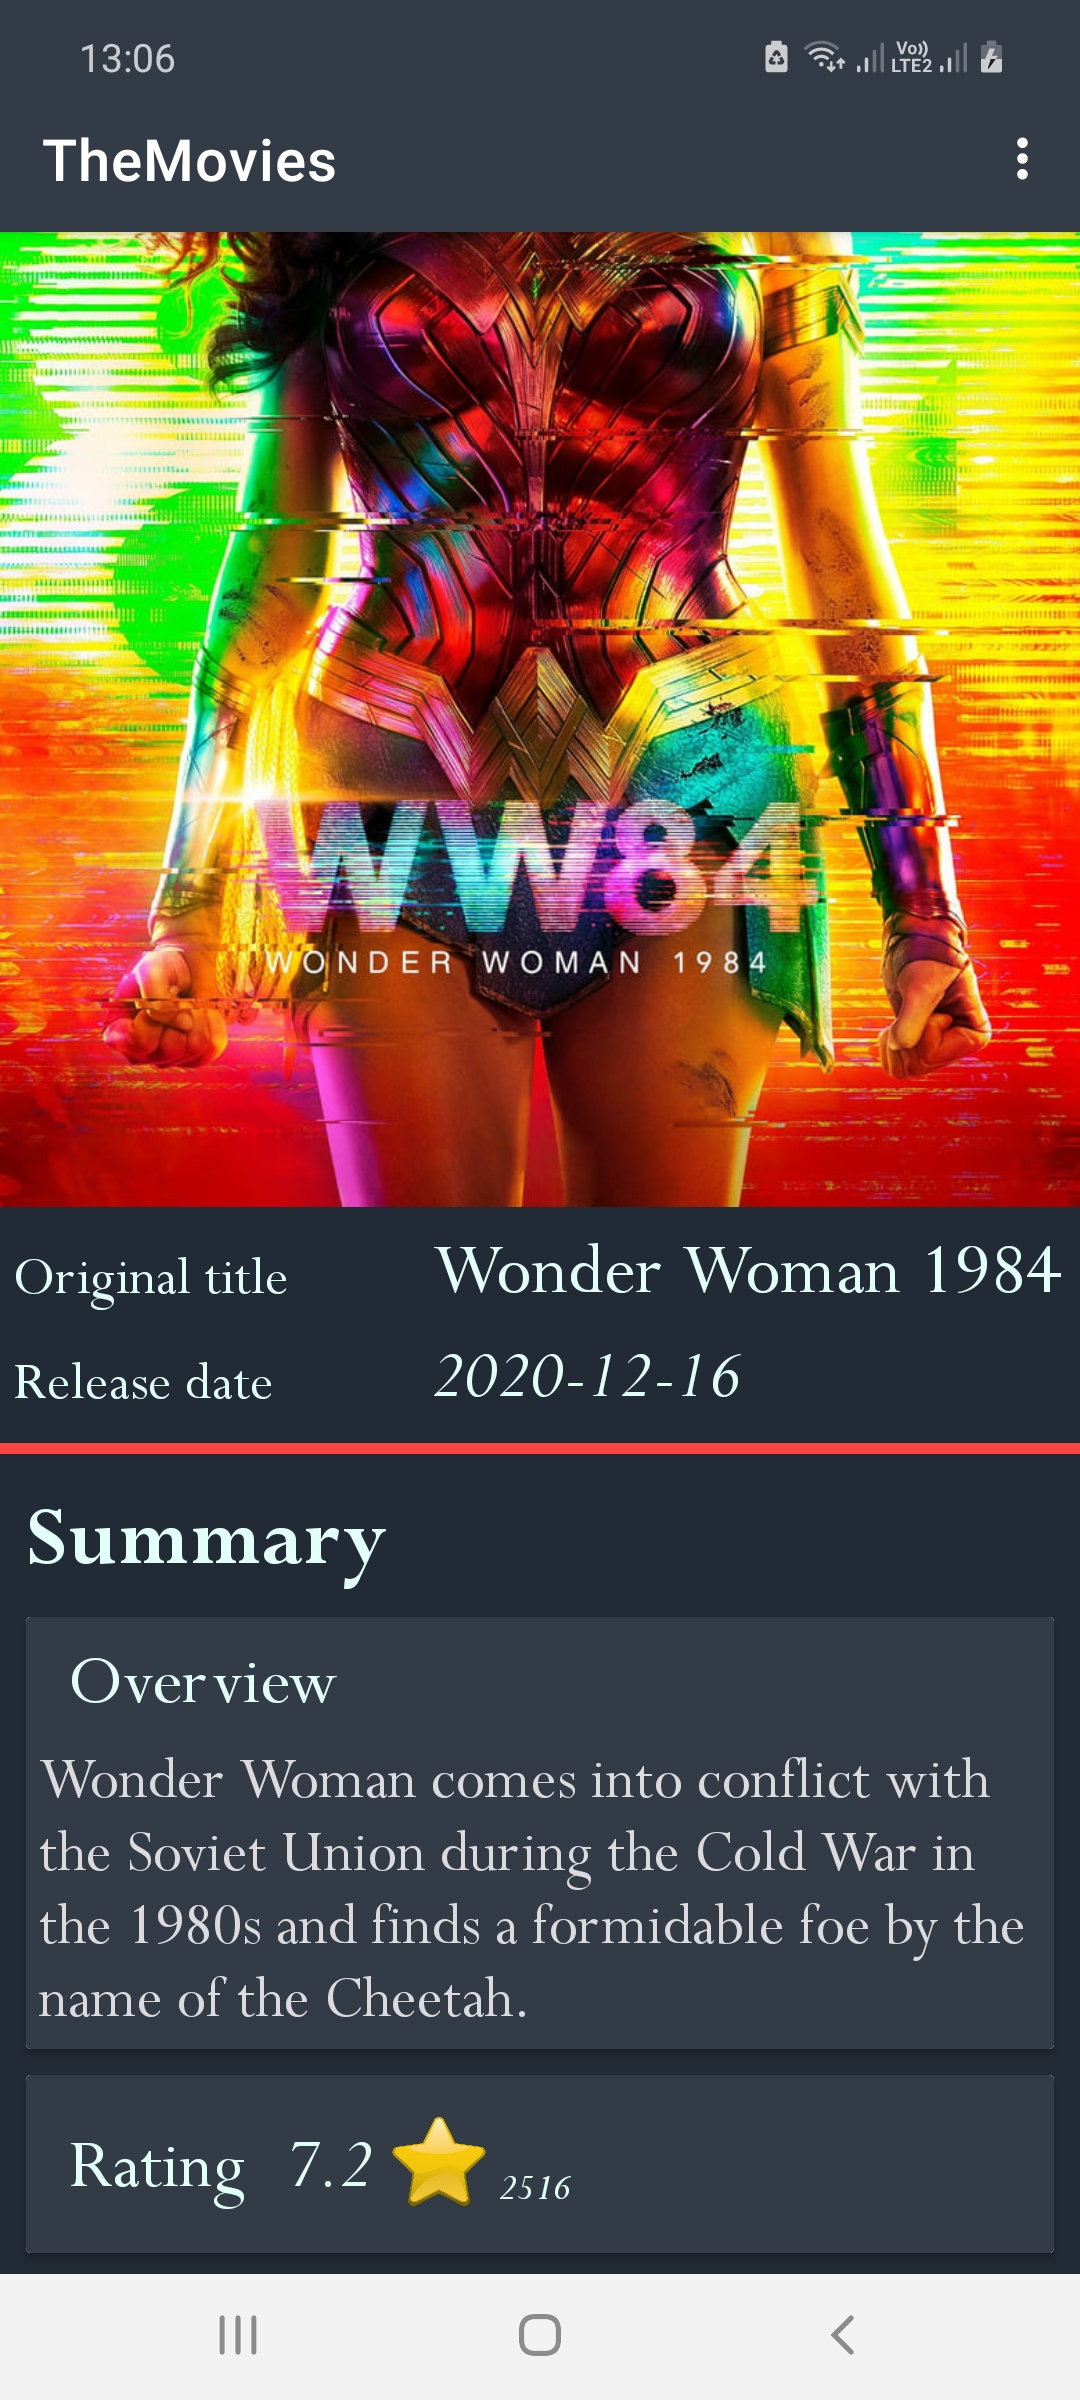 13:06
Vo))
LTE2
TheMovies
WW84
WONDER WOMAN 1984
Original title
Wonder Woman 1984
Release date
2020-12-16
Summary
Overview
Wonder Woman comes into conflict with
the Soviet Union during the Cold War in
the 1980s and finds a formidable foe by the
name of the Cheetah.
Rating 7.2 2516